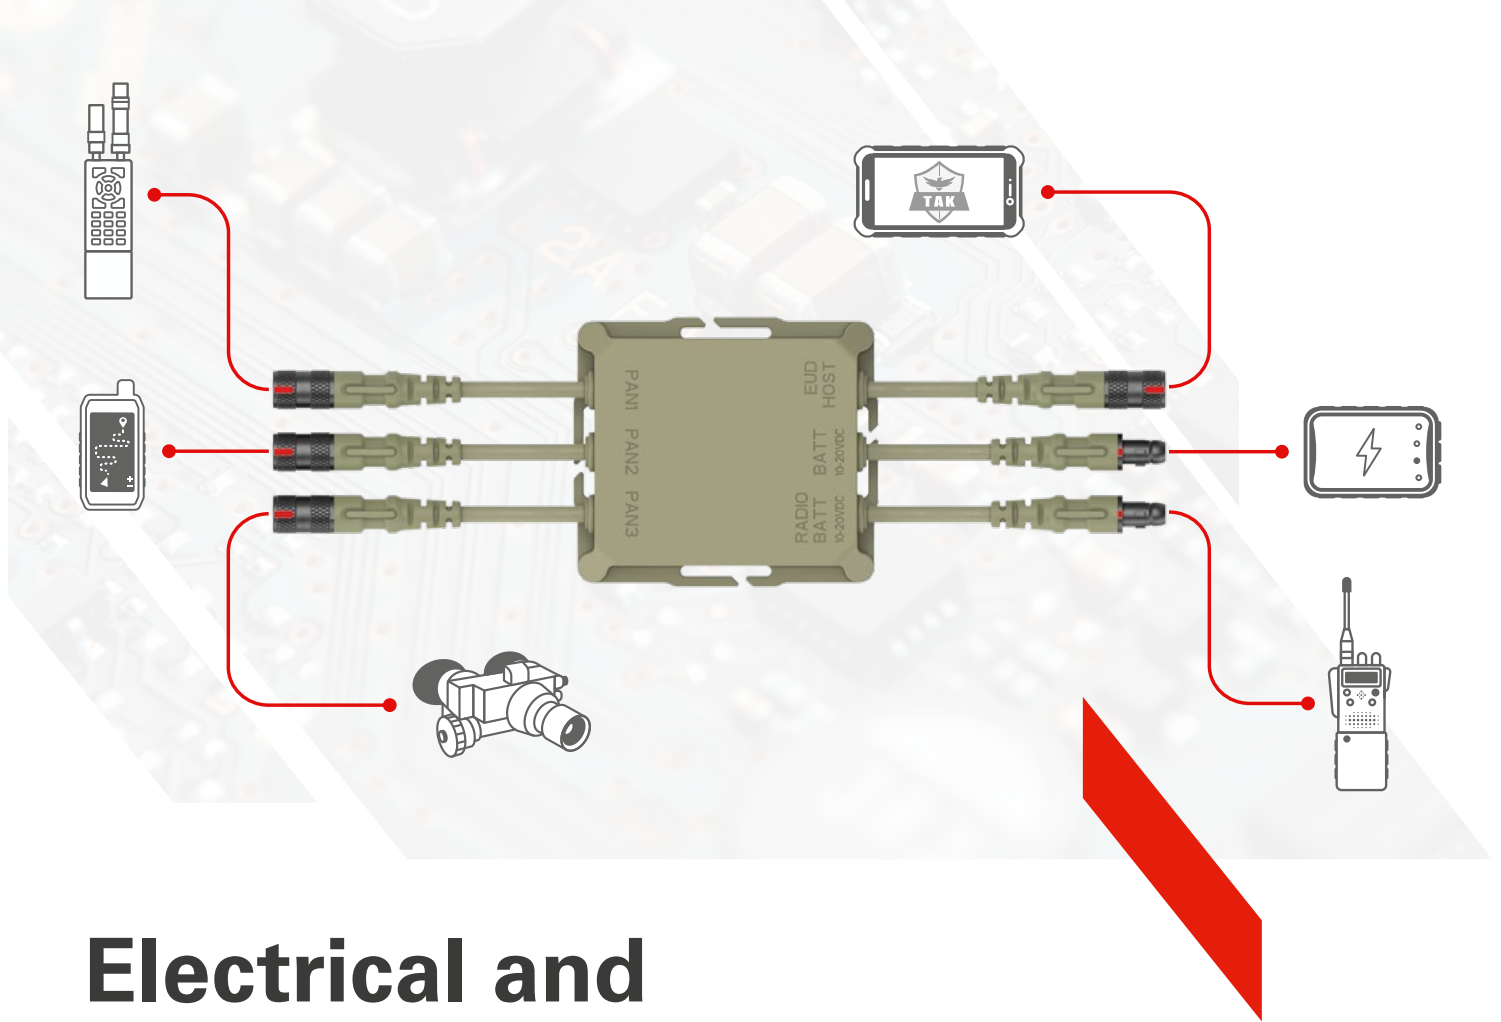 TAK
PAN1
PAN2
PAN3
EUD
HOST
BATT
10-20VDC
RADIO
BATT
10-20VDC
Electrical and